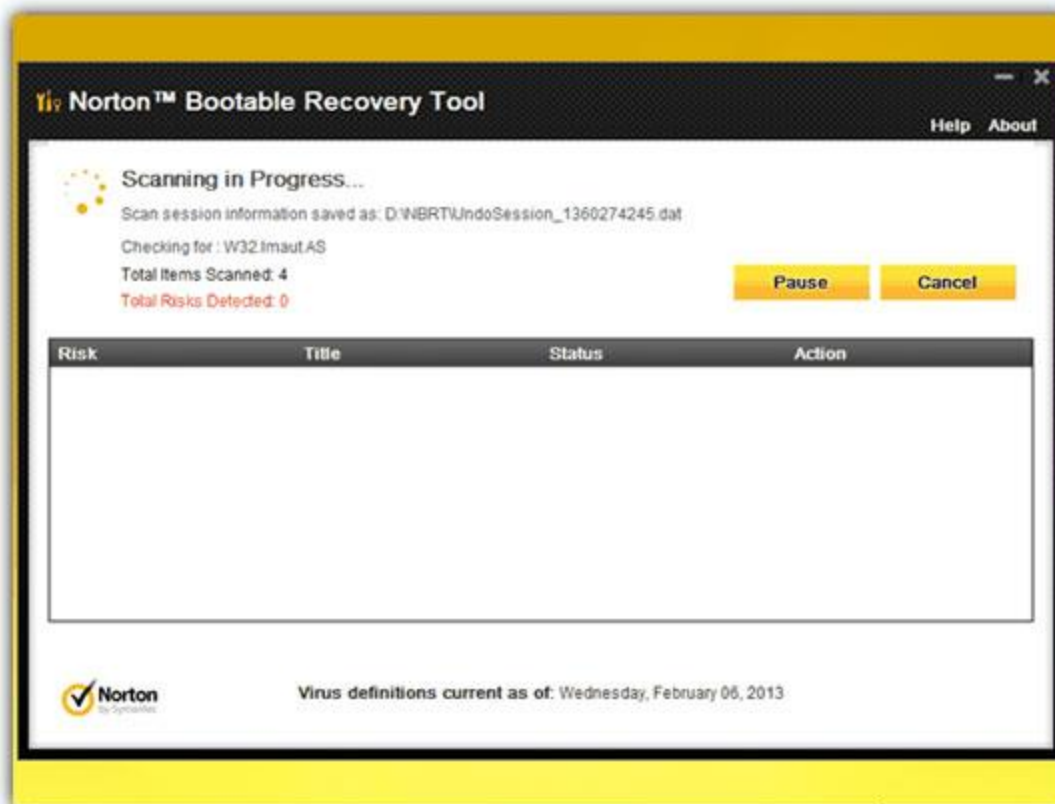 Norton™ Bootable Recovery Tool
Help About
Scanning in Progress...
Scan session information saved as: D:\NBRT\UndoSession_1360274245.dat
Checking for : W32.Imaut.AS
Total Items Scanned: 4
Total Risks Detected: 0
Pause Cancel
Risk Title Status Action
Norton
by Symantec
Virus definitions current as of: Wednesday, February 06, 2013